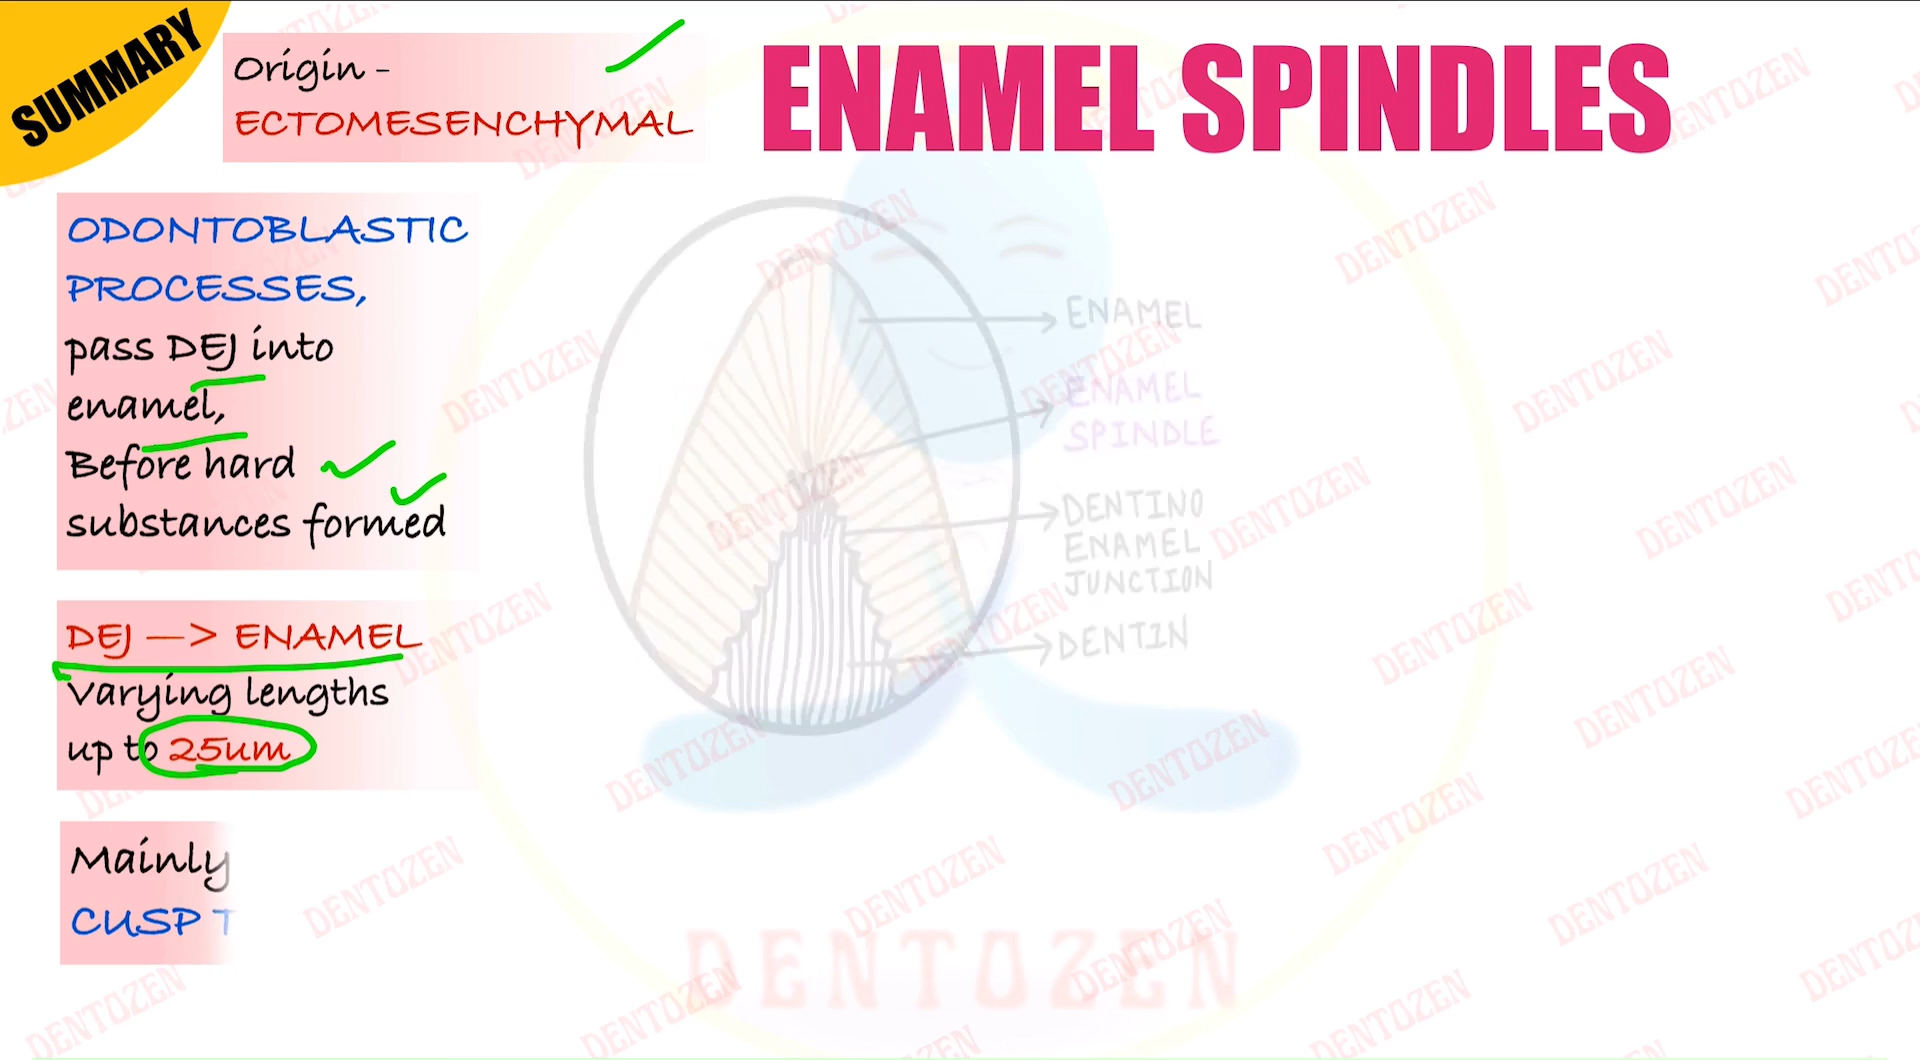 SUMMARY
Origin -
ECTOMESENCHYMAL
ENAMEL SPINDLES
ODONTOBLASTIC
PROCESSES,
pass DEJ into
enamel,
Before hard
substances formed
DEJ —> ENAMEL
Varying lengths
up to 25um
Mainly
CUSP T
ENAMEL
ENAMEL
SPINDLE
DENTINO
ENAMEL
JUNCTION
DENTIN
DENTOZEN